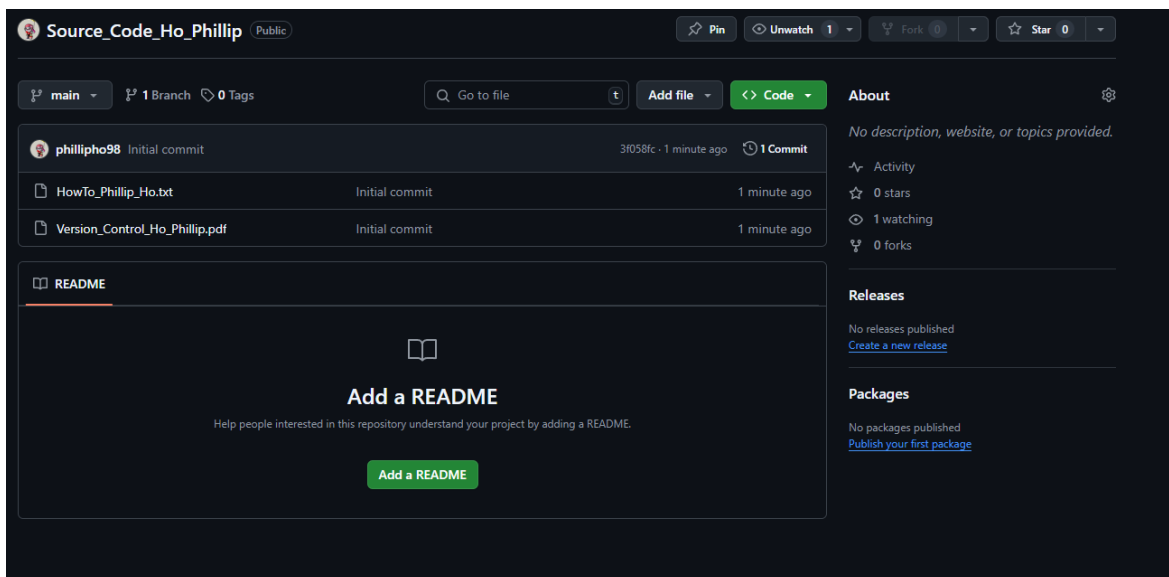 Source_Code_Ho_Phillip Public
Pin
Unwatch 1
Fork 0
Star 0
main
1 Branch
0 Tags
Go to file
t
Add file
<> Code
phillipho98 Initial commit
3f058fc · 1 minute ago
1 Commit
HowTo_Phillip_Ho.txt Initial commit 1 minute ago
Version_Control_Ho_Phillip.pdf Initial commit 1 minute ago
README
Add a README
Help people interested in this repository understand your project by adding a README.
Add a README
About
No description, website, or topics provided.
Activity
0 stars
1 watching
0 forks
Releases
No releases published
Create a new release
Packages
No packages published
Publish your first package